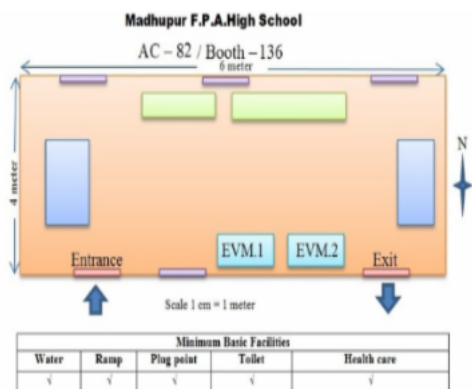 Madhupur F.P.A.High School
AC – 82 / Booth –136
6 meter
4 meter
N
EVM.1 EVM.2
Entrance Exit
Scale 1 cm = 1 meter
Minimum Basic Facilities
Water Ramp Plug point Toilet Health care
√ √ √ √ √